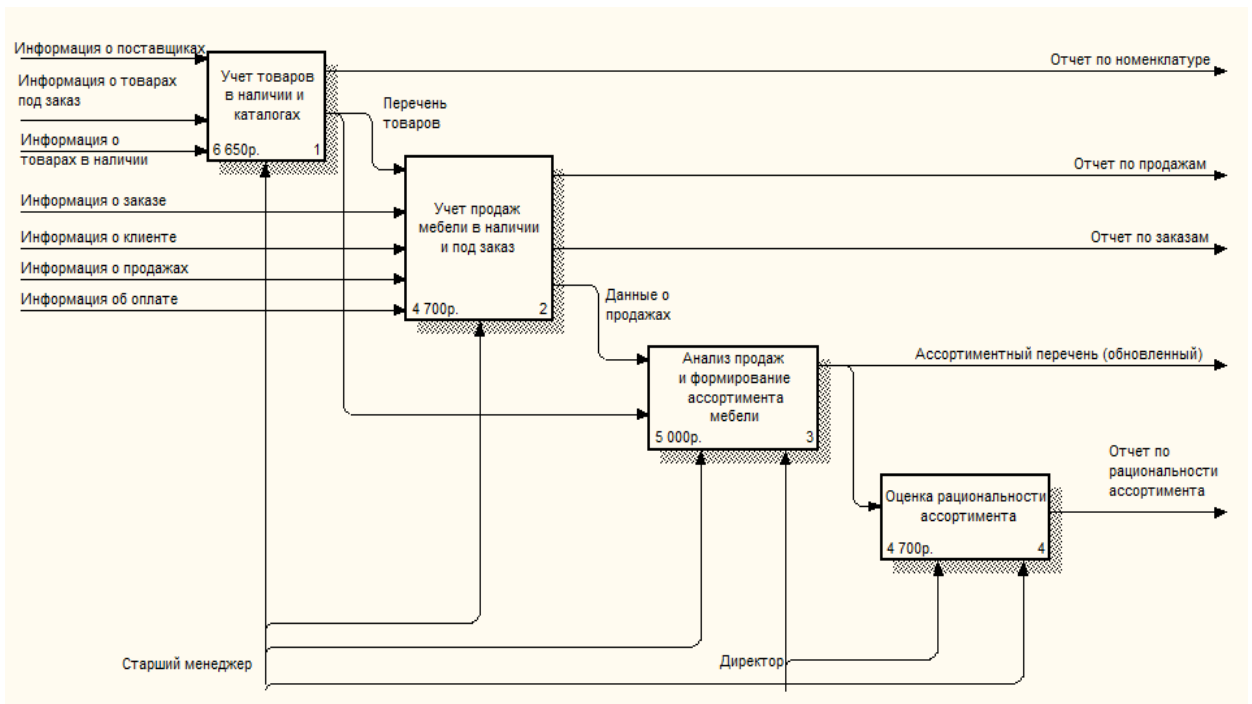 Информация о поставщиках
Информация о товарах
под заказ
Информация о
товарах в наличии
Учет товаров
в наличии и
каталогах
6 650р. 1
Отчет по номенклатуре
Перечень
товаров
Информация о заказе
Информация о клиенте
Информация о продажах
Информация об оплате
Учет продаж
мебели в наличии
и под заказ
4 700р. 2
Отчет по продажам
Отчет по заказам
Данные о
продажах
Анализ продаж
и формирование
ассортимента
мебели
5 000р. 3
Ассортиментный перечень (обновленный)
Оценка рациональности
ассортимента
4 700р. 4
Отчет по
рациональности
ассортимента
Старший менеджер
Директор